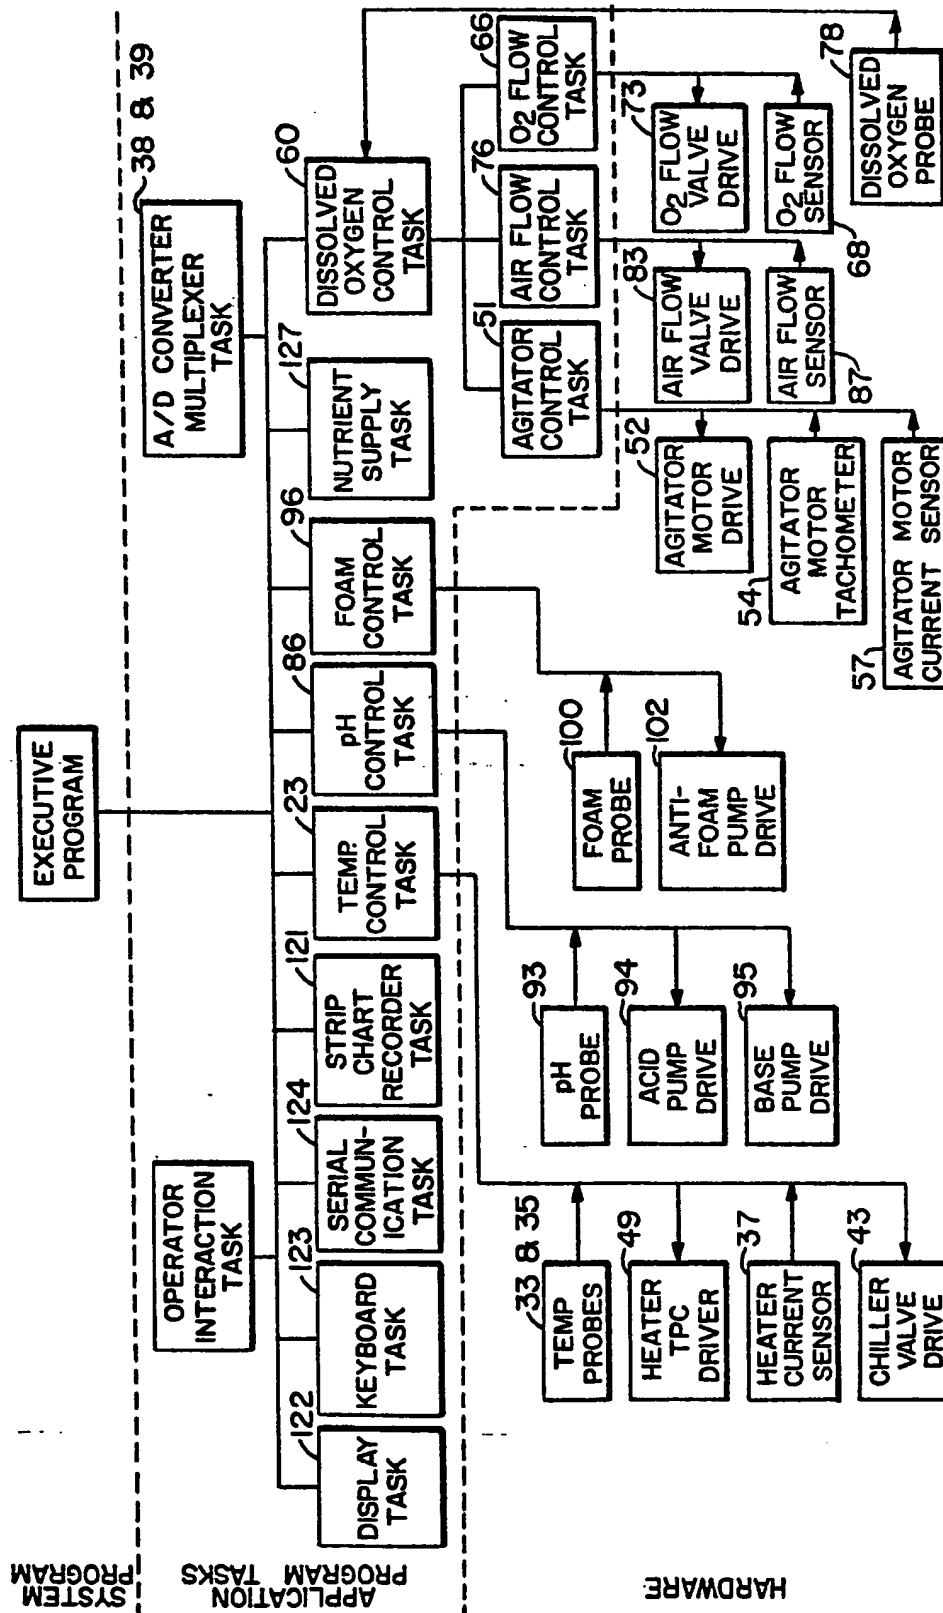 SYSTEM
PROGRAM
EXECUTIVE
PROGRAM
APPLICATION
PROGRAM TASKS
OPERATOR
INTERACTION
TASK
38 & 39
A/D CONVERTER
MULTIPLEXER
TASK
122
DISPLAY
TASK
123
KEYBOARD
TASK
124
SERIAL
COMMUN-
ICATION
TASK
121
STRIP
CHART
RECORDER
TASK
23
TEMP.
CONTROL
TASK
86
pH
CONTROL
TASK
96
FOAM
CONTROL
TASK
127
NUTRIENT
SUPPLY
TASK
60
DISSOLVED
OXYGEN
CONTROL
TASK
51
AGITATOR
CONTROL
TASK
76
AIR FLOW
CONTROL
TASK
66
O2 FLOW
CONTROL
TASK
HARDWARE
33 & 35
TEMP
PROBES
49
HEATER
TPC
DRIVER
37
HEATER
CURRENT
SENSOR
43
CHILLER
VALVE
DRIVE
93
pH
PROBE
94
ACID
PUMP
DRIVE
95
BASE
PUMP
DRIVE
100
FOAM
PROBE
102
ANTI-
FOAM
PUMP DRIVE
52
AGITATOR
MOTOR
DRIVE
54
AGITATOR
MOTOR
TACHOMETER
57
AGITATOR MOTOR
CURRENT SENSOR
83
AIR FLOW
VALVE
DRIVE
87
AIR FLOW
SENSOR
73
O2 FLOW
VALVE
DRIVE
68
O2 FLOW
SENSOR
78
DISSOLVED
OXYGEN
PROBE